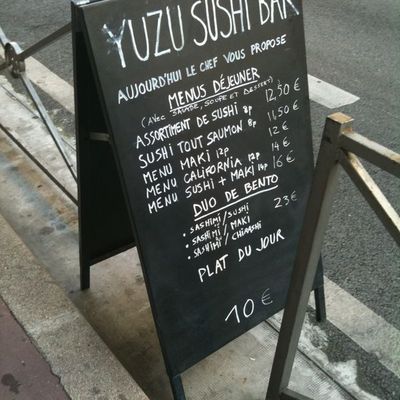 YUZU SUSHI BAR
AUJOURD'HUI LE CHEF VOUS PROPOSE
MENUS DÉJEUNER
(AVEC SALADE, SOUPE ET DESSERT)
ASSORTIMENT DE SUSHI 8p 12,50 €
SUSHI TOUT SAUMON 8p 11,50 €
MENU MAKI 12p 12 €
MENU CALIFORNIA 12p 14 €
MENU SUSHI + MAKI 14p 16 €
DUO DE BENTO
• SASHIMI / SUSHI 23 €
• SASHIMI / MAKI
• SASHIMI / CHIRASHI
PLAT DU JOUR
10 €